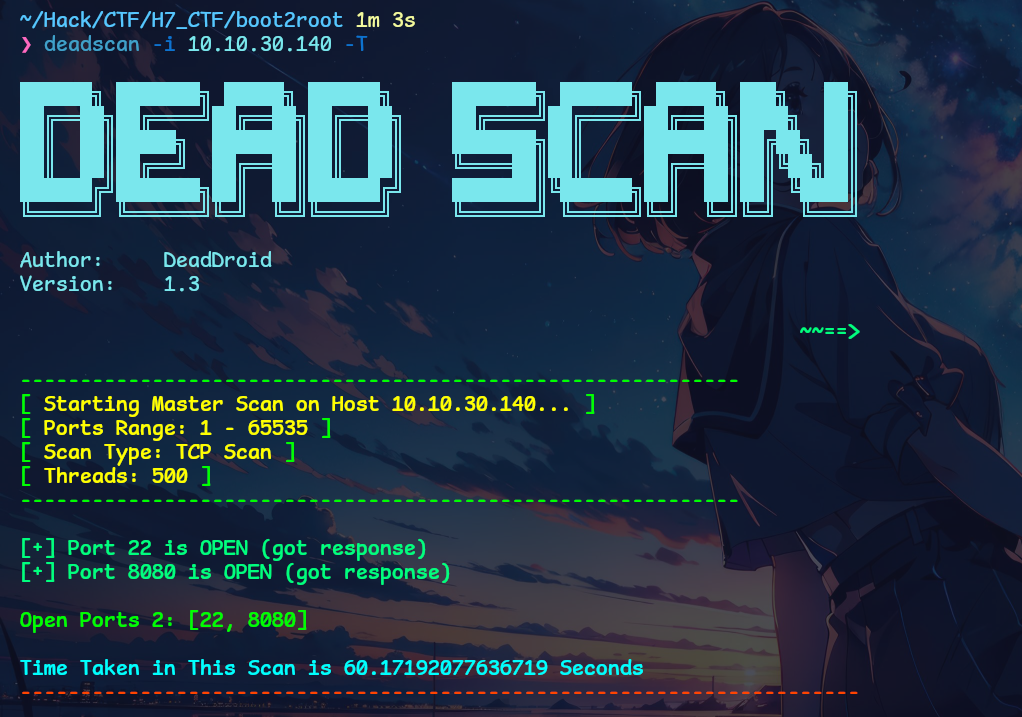 ~/Hack/CTF/H7_CTF/boot2root 1m 3s
❯ deadscan -i 10.10.30.140 -T
DEAD SCAN
Author: DeadDroid
Version: 1.3
~~==>
------------------------------------------------------------
[ Starting Master Scan on Host 10.10.30.140... ]
[ Ports Range: 1 - 65535 ]
[ Scan Type: TCP Scan ]
[ Threads: 500 ]
------------------------------------------------------------
[+] Port 22 is OPEN (got response)
[+] Port 8080 is OPEN (got response)
Open Ports 2: [22, 8080]
Time Taken in This Scan is 60.17192077636719 Seconds
----------------------------------------------------------------------